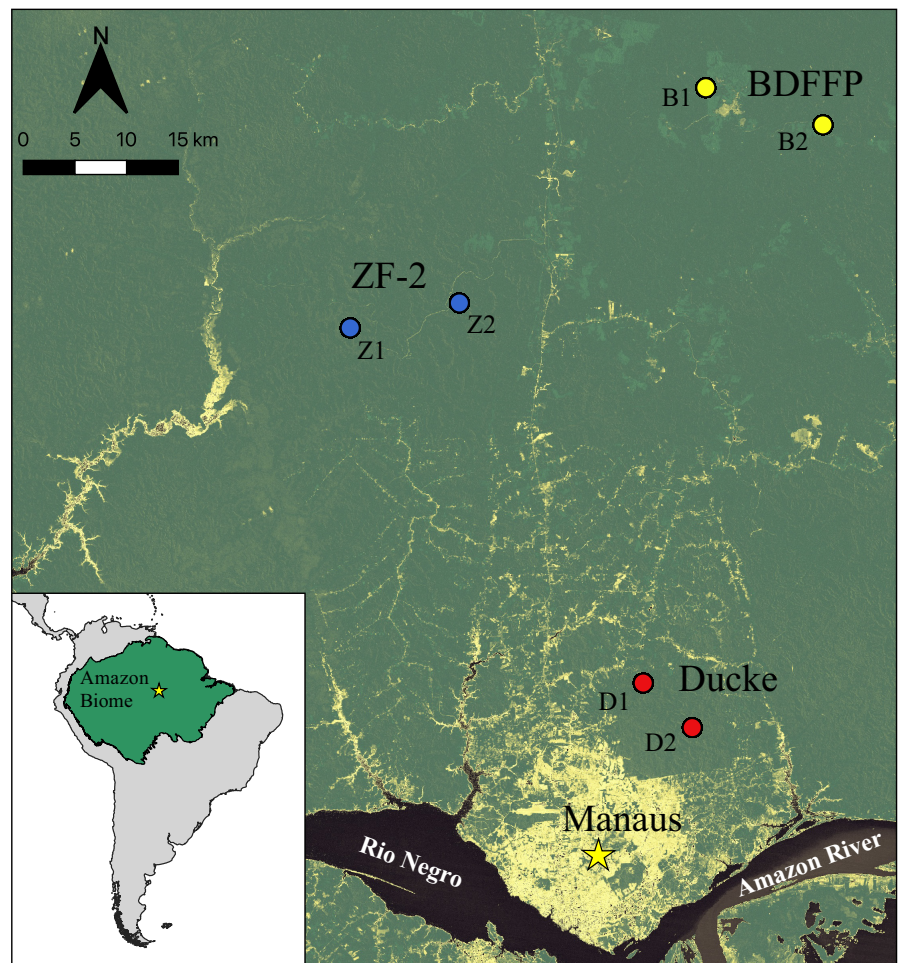 N
0 5 10 15 km
BDFFP
B1
B2
ZF-2
Z2
Z1
Amazon
Biome
Ducke
D1
D2
Manaus
Rio Negro
Amazon River